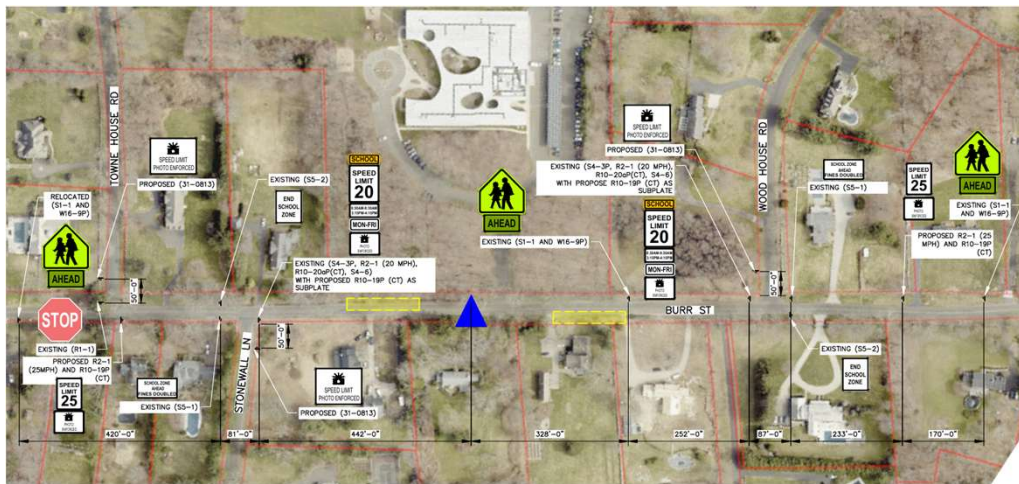 TOWNE HOUSE RD
SPEED LIMIT
PHOTO ENFORCED
PROPOSED (31-0813)
EXISTING (S5-2)
END
SCHOOL
ZONE
SCHOOL
SPEED
LIMIT
20
MON-FRI
PHOTO
ENFORCED
EXISTING (S4-3P, R2-1 (20 MPH),
R10-20aP(CT), S4-6)
WITH PROPOSED R10-19P (CT) AS
SUBPLATE
RELOCATED
(S1-1 AND
W16-9P)
AHEAD
STOP
50'-0"
EXISTING (R1-1)
PROPOSED R2-1
(25MPH) AND R10-19P
(CT)
SPEED
LIMIT
25
PHOTO
ENFORCED
SCHOOL ZONE
AHEAD
FINES DOUBLED
EXISTING (S5-1)
STONEWALL LN
50'-0"
SPEED LIMIT
PHOTO ENFORCED
PROPOSED (31-0813)
AHEAD
EXISTING (S1-1 AND W16-9P)
SPEED LIMIT
PHOTO ENFORCED
PROPOSED (31-0813)
EXISTING (S4-3P, R2-1 (20 MPH),
R10-20aP(CT), S4-6)
WITH PROPOSE R10-19P (CT) AS
SUBPLATE
SCHOOL
SPEED
LIMIT
20
MON-FRI
PHOTO
ENFORCED
BURR ST
WOOD HOUSE RD
50'-0"
SCHOOL ZONE
AHEAD
FINES DOUBLED
EXISTING (S5-1)
SPEED
LIMIT
25
PHOTO
ENFORCED
AHEAD
EXISTING (S1-1
AND W16-9P)
PROPOSED R2-1 (25
MPH) AND R10-19P
(CT)
EXISTING (S5-2)
END
SCHOOL
ZONE
420'-0" 81'-0" 442'-0" 328'-0" 252'-0" 87'-0" 233'-0" 170'-0"